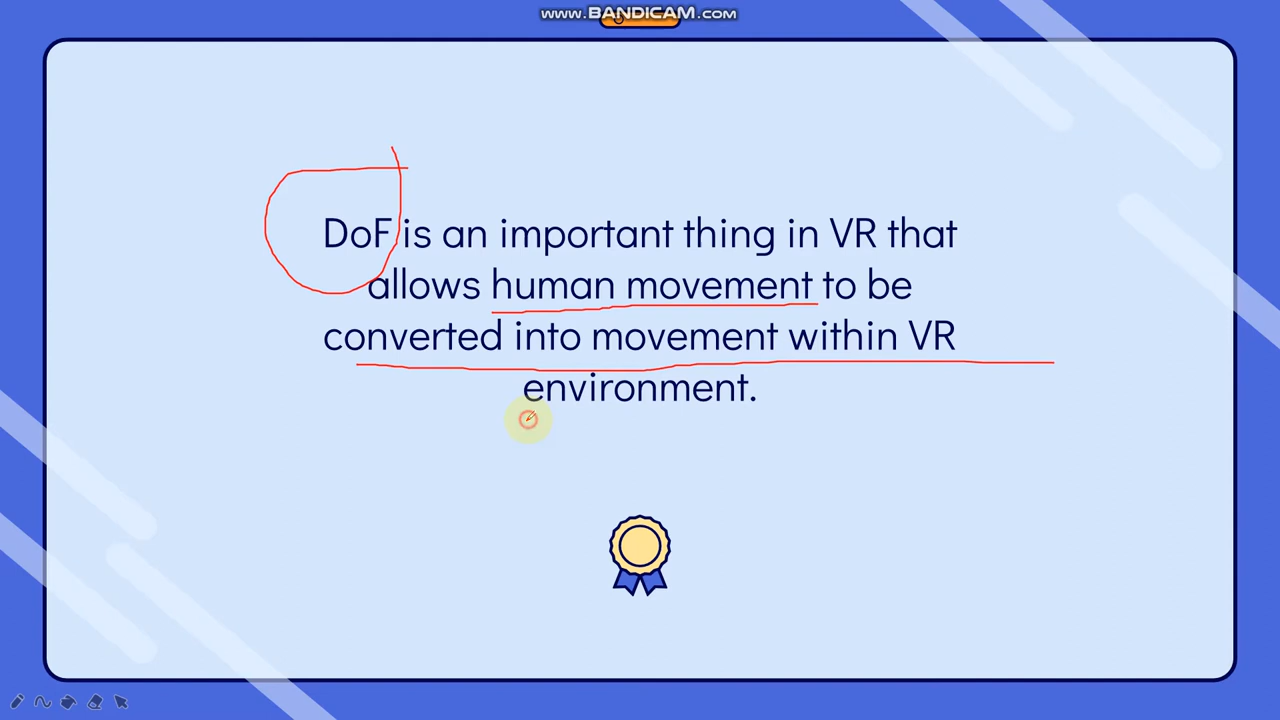 www.BANDICAM.com
DoF is an important thing in VR that
allows human movement to be
converted into movement within VR
environment.